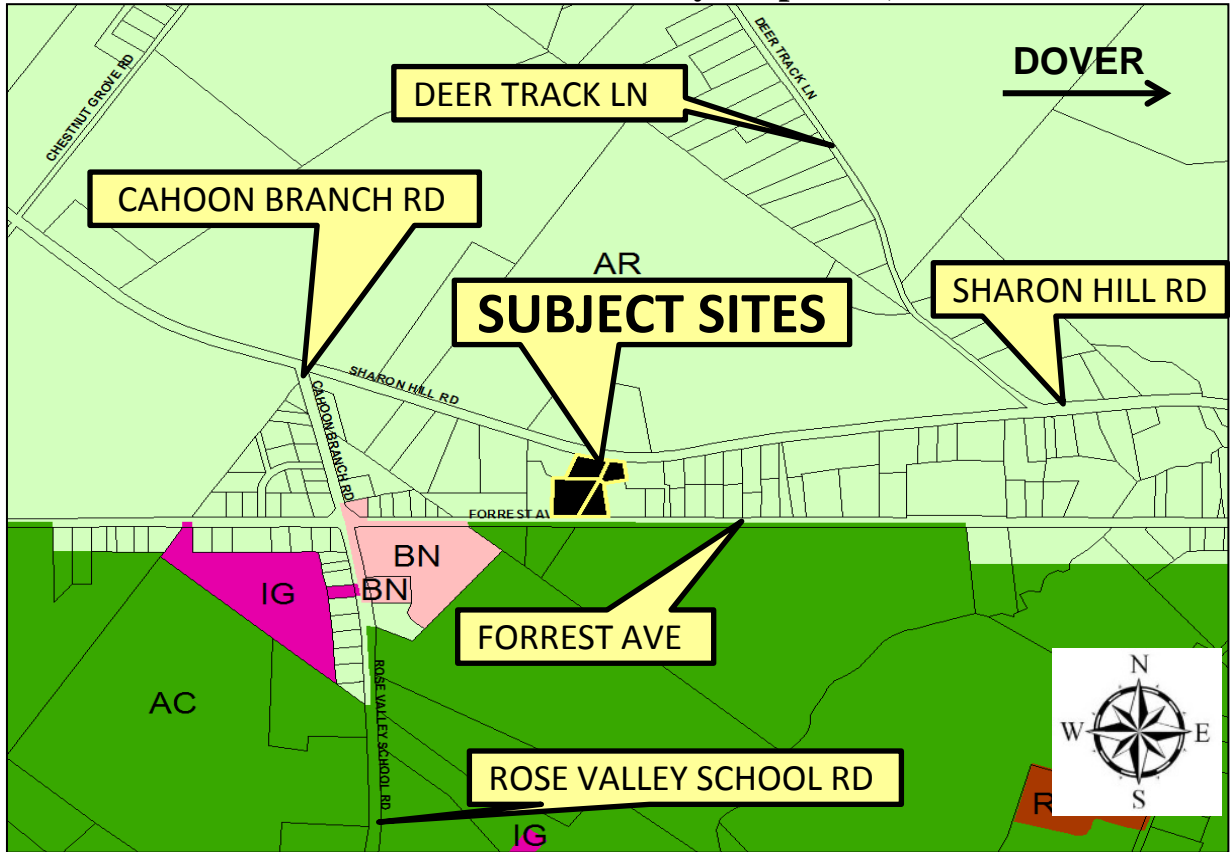 CHESTNUT GROVE RD
DEER TRACK LN
DOVER
DEER TRACK LN
CAHOON BRANCH RD
AR
SUBJECT SITES
SHARON HILL RD
SHARON HILL RD
CAHOON BRANCH RD
FORREST AV
BN
IG
BN
FORREST AVE
AC
ROSE VALLEY SCHOOL RD
ROSE VALLEY SCHOOL RD
IG
R
N
W
E
S